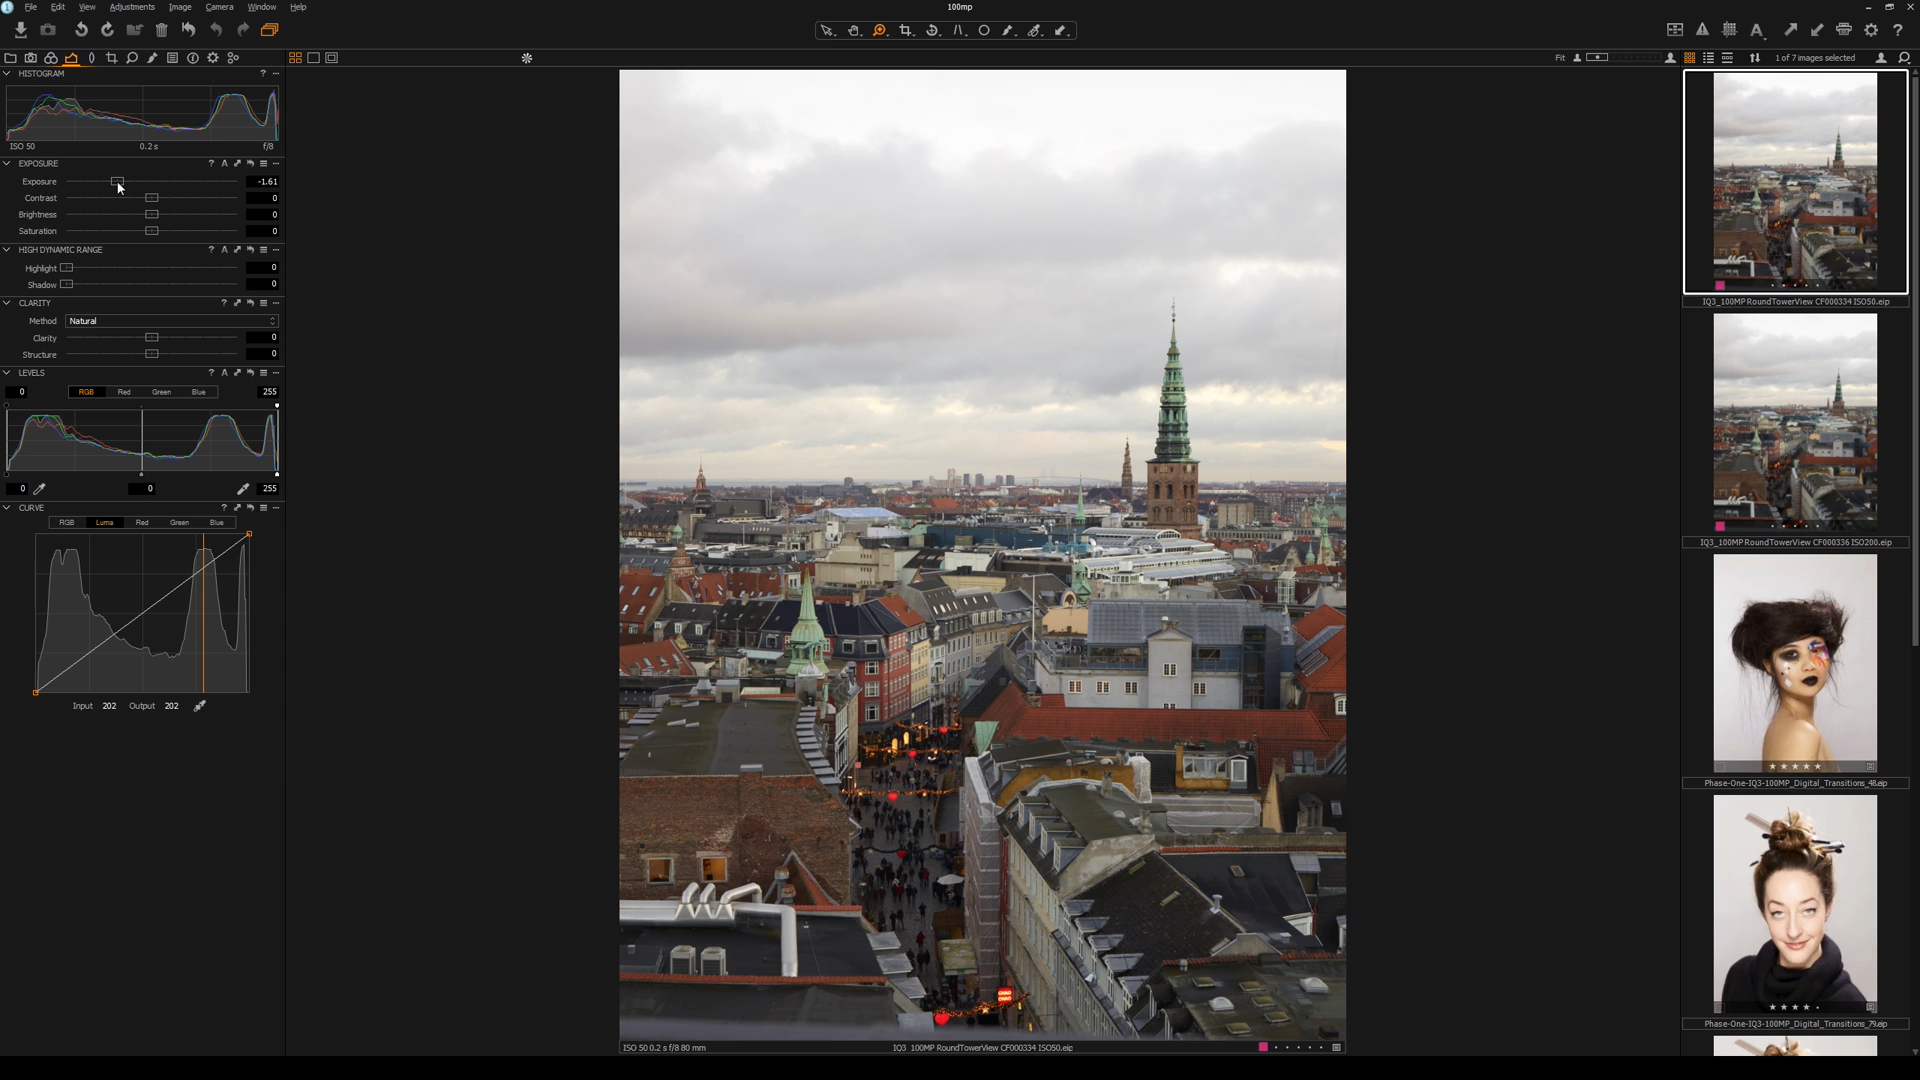 File Edit View Adjustments Image Camera Window Help
100mp
Fit
1 of 7 images selected
HISTOGRAM
ISO 50 0.2 s f/8
EXPOSURE
Exposure -1.61
Contrast 0
Brightness 0
Saturation 0
HIGH DYNAMIC RANGE
Highlight 0
Shadow 0
CLARITY
Method Natural
Clarity 0
Structure 0
LEVELS
0 RGB Red Green Blue 255
0 0 255
CURVE
RGB Luma Red Green Blue
Input 202 Output 202
ISO 50 0.2 s f/8 80 mm
IQ3_100MP RoundTowerView CF000334 ISO50.eip
IQ3_100MP RoundTowerView CF000334 ISO50.eip
IQ3_100MP RoundTowerView CF000336 ISO200.eip
Phase-One-IQ3-100MP_Digital_Transitions_48.eip
Phase-One-IQ3-100MP_Digital_Transitions_79.eip